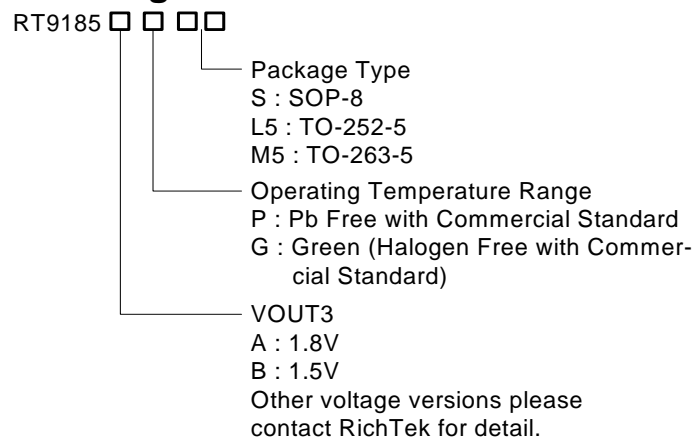 RT9185
Package Type
S : SOP-8
L5 : TO-252-5
M5 : TO-263-5
Operating Temperature Range
P : Pb Free with Commercial Standard
G : Green (Halogen Free with Commer-
cial Standard)
VOUT3
A : 1.8V
B : 1.5V
Other voltage versions please
contact RichTek for detail.